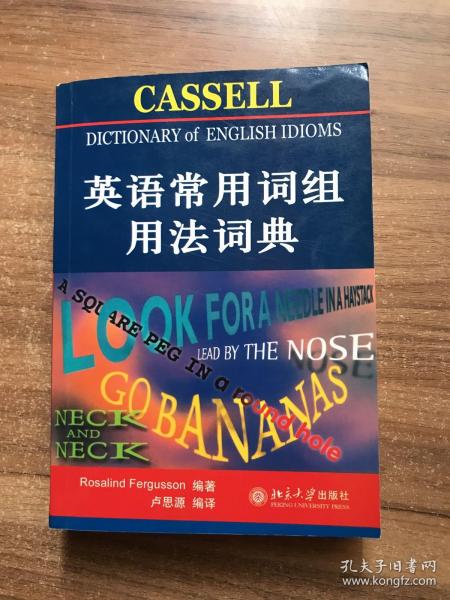 CASSELL
DICTIONARY of ENGLISH IDIOMS
英语常用词组
用法词典
A SQUARE PEG IN a round hole
LOOK FOR A NEEDLE IN A HAYSTACK
LEAD BY THE NOSE
NOSE
GO BANANAS
NECK
AND
NECK
Rosalind Fergusson 编著
卢思源 编译
北京大学出版社
PEKING UNIVERSITY PRESS
孔夫子旧书网
www.kongfz.com